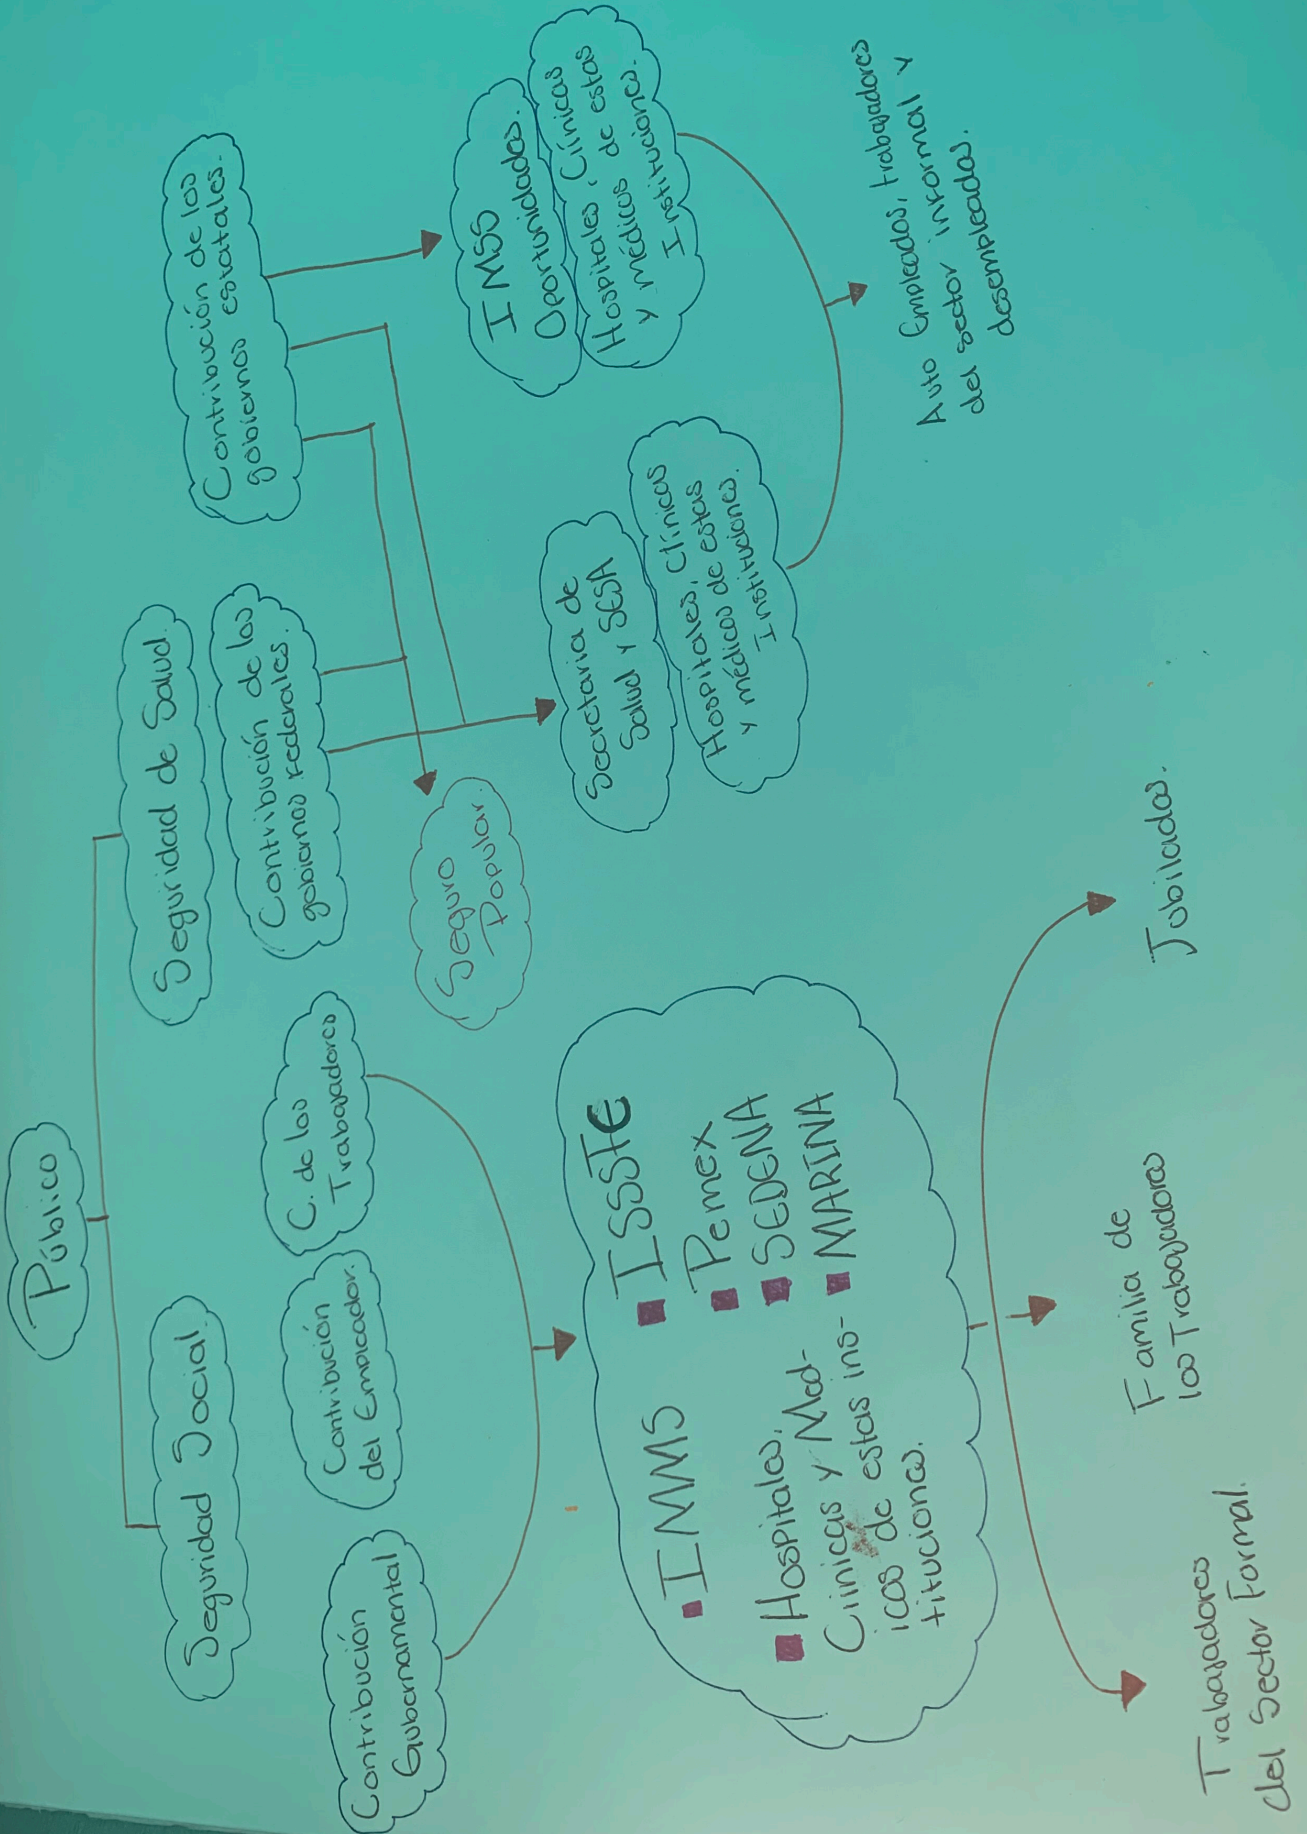 Público
Seguridad Social.
Seguridad de Salud.
Contribución
Gubernamental
Contribución
del Empleador.
C. de los
Trabajadores
Contribución de los
gobiernos Federales.
Contribución de los
gobiernos estatales.
Seguro
Popular.
IMSS
Oportunidades.
Hospitales, Clínicas
y médicos de estas
Instituciones.
Secretaria de
Salud y SESA
Hospitales, Clínicas
y médicos de estas
Instituciones.
Auto Empleados, trabajadores
del sector informal y
desempleados.
IMMS
Hospitales,
Clínicas y Med-
icos de estas ins-
tituciones.
ISSSTE
Pemex
SEDENA
MARINA
Trabajadores
del Sector Formal.
Familia de
los Trabajadores
Jubilados.